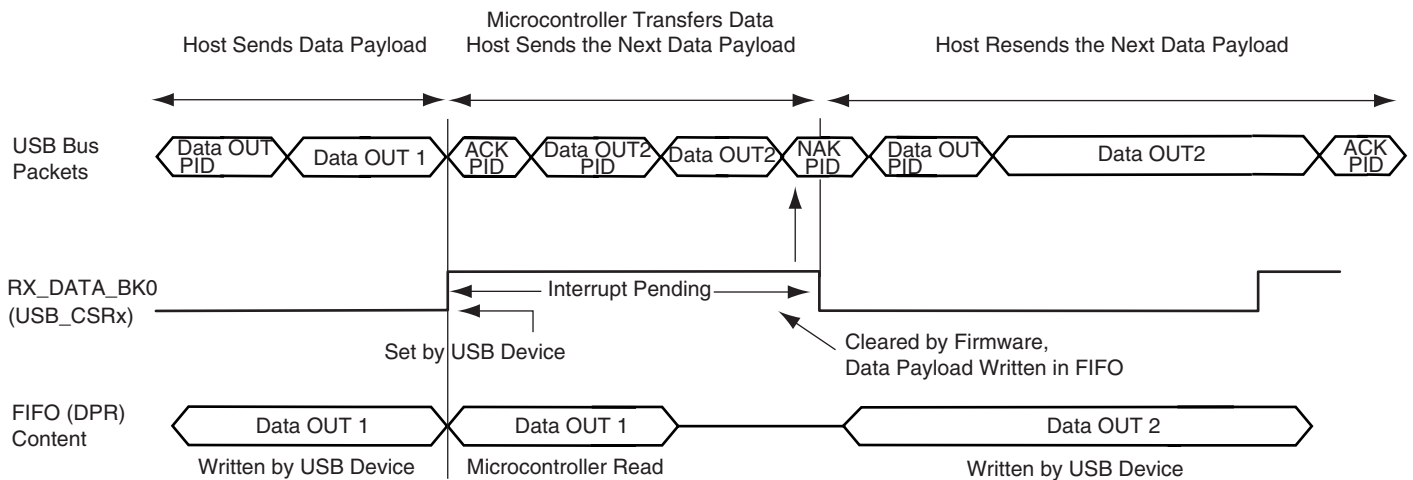 Microcontroller Transfers Data
Host Sends Data Payload
Host Sends the Next Data Payload
Host Resends the Next Data Payload
USB Bus
Packets
Data OUT
PID
Data OUT 1
ACK
PID
Data OUT2
PID
Data OUT2
NAK
PID
Data OUT
PID
Data OUT2
ACK
PID
RX_DATA_BK0
(USB_CSRx)
Interrupt Pending
Set by USB Device
Cleared by Firmware,
Data Payload Written in FIFO
FIFO (DPR)
Content
Data OUT 1
Data OUT 1
Data OUT 2
Written by USB Device
Microcontroller Read
Written by USB Device